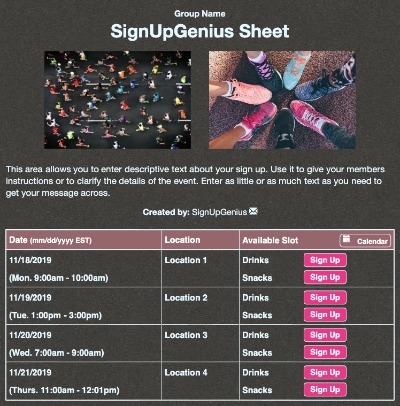 Group Name
SignUpGenius Sheet
This area allows you to enter descriptive text about your sign up. Use it to give your members
instructions or to clarify the details of the event. Enter as little or as much text as you need to
get your message across.
Created by: SignUpGenius
Date (mm/dd/yyyy EST) Location Available Slot Calendar
11/18/2019 Location 1 Drinks Sign Up
(Mon. 9:00am - 10:00am) Snacks Sign Up
11/19/2019 Location 2 Drinks Sign Up
(Tue. 1:00pm - 3:00pm) Snacks Sign Up
11/20/2019 Location 3 Drinks Sign Up
(Wed. 7:00am - 9:00am) Snacks Sign Up
11/21/2019 Location 4 Drinks Sign Up
(Thurs. 11:00am - 12:01pm) Snacks Sign Up